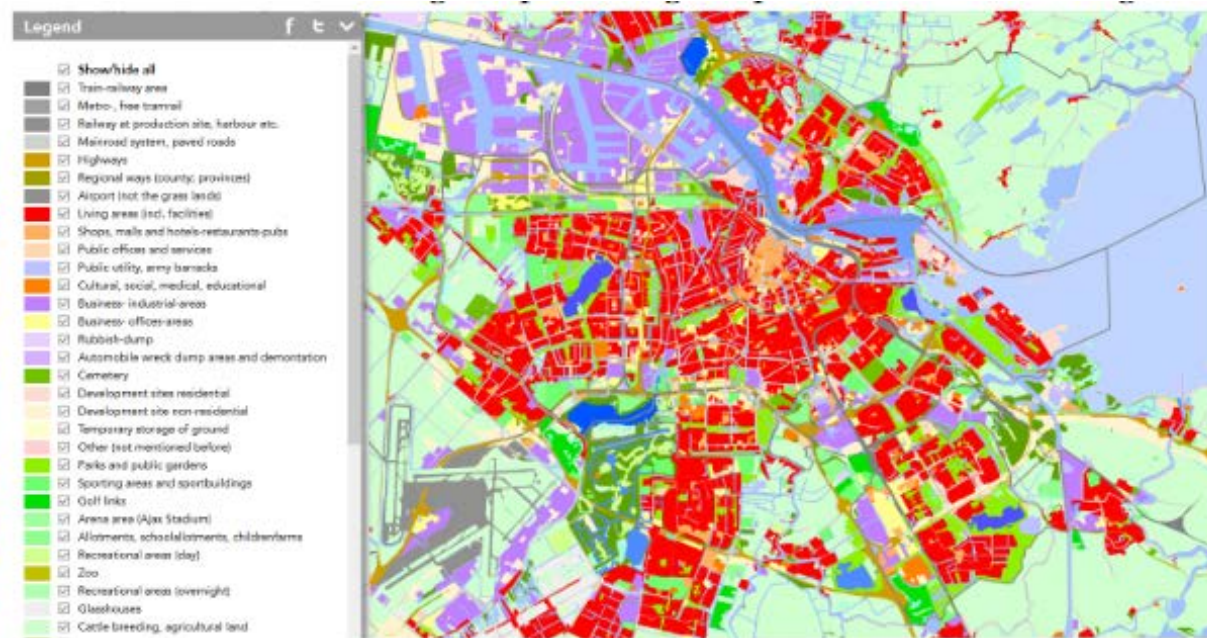 Legend f t
Show/hide all
Train-railway area
Metro-, free tramrail
Railway at production site, harbour etc.
Mainroad system, paved roads
Highways
Regional ways (county, provinces)
Airport (not the grass lands)
Living areas (incl. facilities)
Shops, malls and hotels-restaurants-pubs
Public offices and services
Public utility, army barracks
Cultural, social, medical, educational
Business- industrial-areas
Business- offices-areas
Rubbish-dump
Automobile wreck dump areas and demontation
Cemetery
Development sites residential
Development site non-residential
Temporary storage of ground
Other (not mentioned before)
Parks and public gardens
Sporting areas and sportbuildings
Golf links
Arena area (Ajax Stadium)
Allotments, schoolallotments, childrenfarms
Recreational areas (day)
Zoo
Recreational areas (overnight)
Glasshouses
Cattle breeding, agricultural land